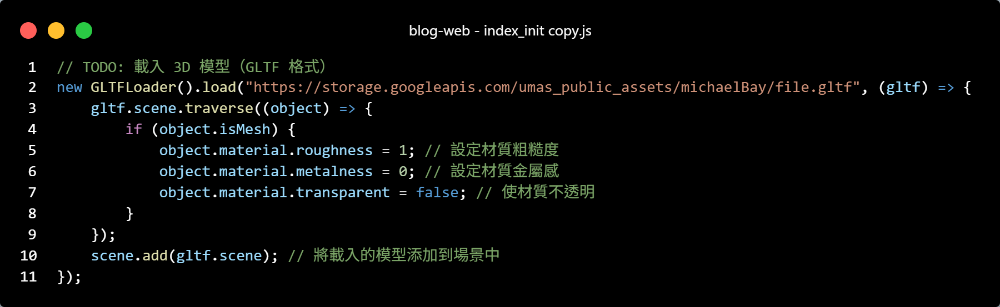 blog-web - index_init copy.js
1 // TODO: 載入 3D 模型（GLTF 格式）
2 new GLTFLoader().load("https://storage.googleapis.com/umas_public_assets/michaelBay/file.gltf", (gltf) => {
3     gltf.scene.traverse((object) => {
4         if (object.isMesh) {
5             object.material.roughness = 1; // 設定材質粗糙度
6             object.material.metalness = 0; // 設定材質金屬感
7             object.material.transparent = false; // 使材質不透明
8         }
9     });
10     scene.add(gltf.scene); // 將載入的模型添加到場景中
11 });